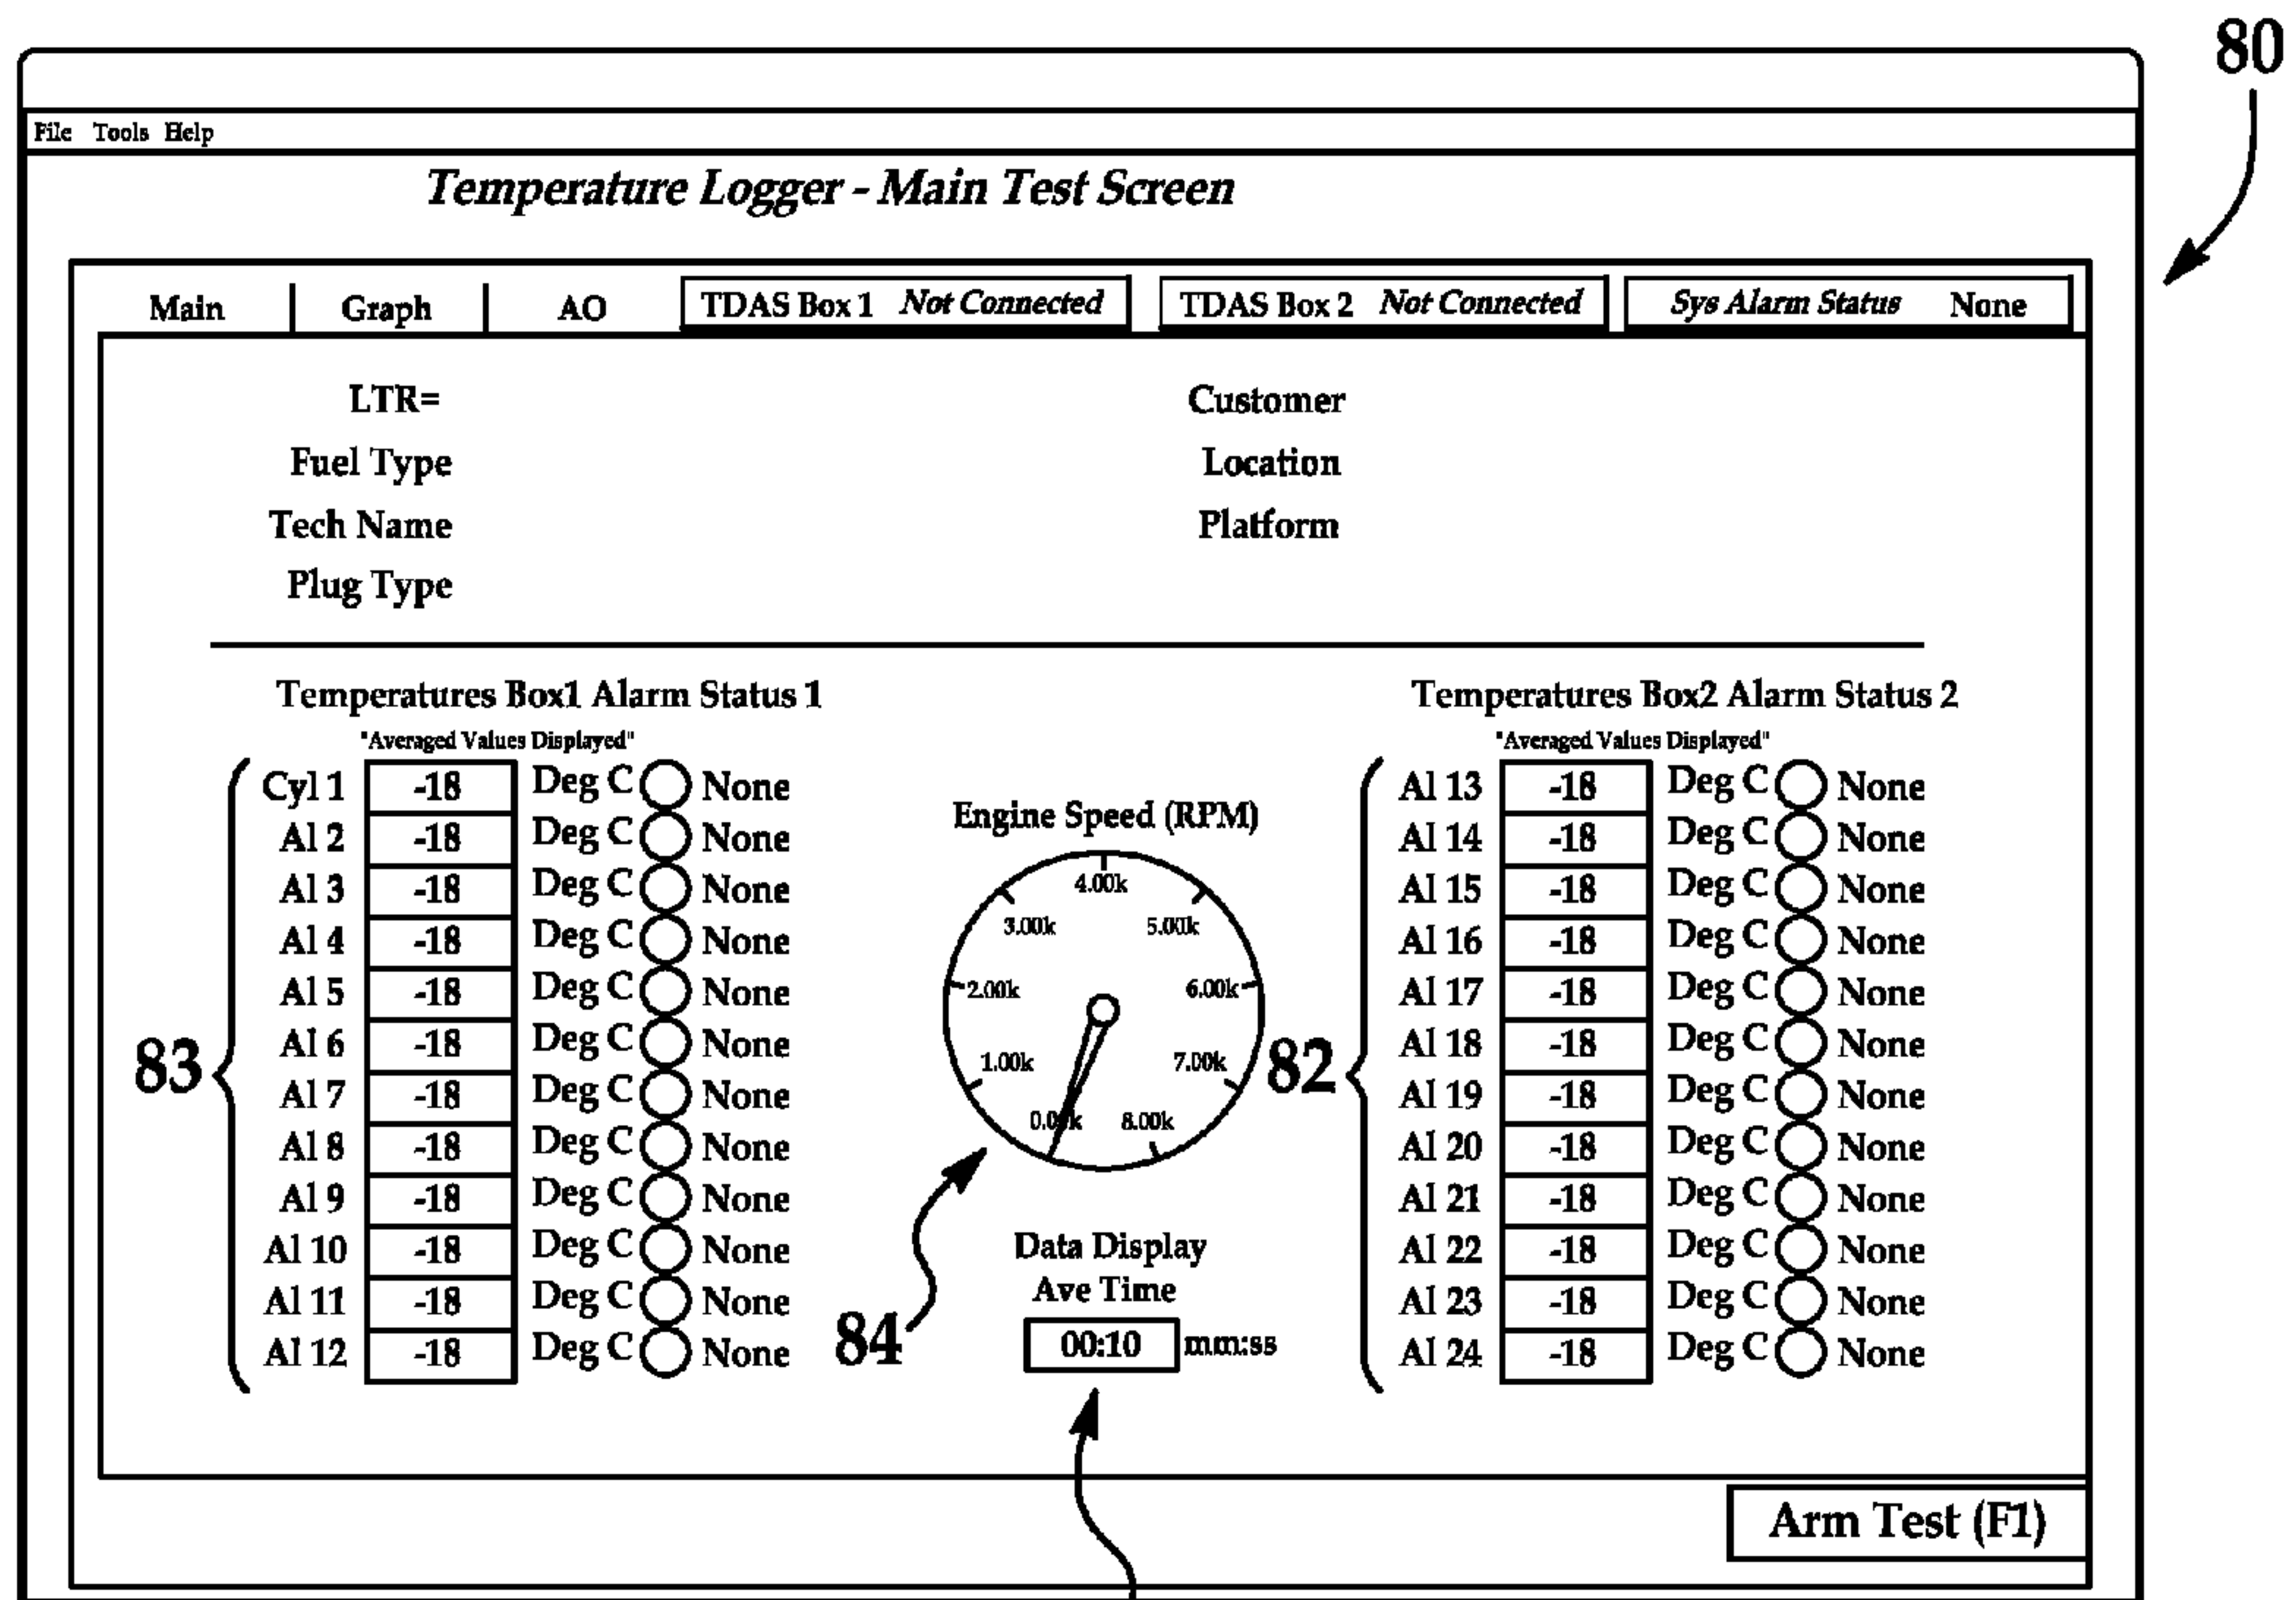 80
File Tools Help
Temperature Logger - Main Test Screen
Main Graph AO TDAS Box 1 Not Connected TDAS Box 2 Not Connected Sys Alarm Status None
LTR= Customer
Fuel Type Location
Tech Name Platform
Plug Type
Temperatures Box1 Alarm Status 1
"Averaged Values Displayed"
83
Cyl 1 -18 Deg C None
Al 2 -18 Deg C None
Al 3 -18 Deg C None
Al 4 -18 Deg C None
Al 5 -18 Deg C None
Al 6 -18 Deg C None
Al 7 -18 Deg C None
Al 8 -18 Deg C None
Al 9 -18 Deg C None
Al 10 -18 Deg C None
Al 11 -18 Deg C None
Al 12 -18 Deg C None
Engine Speed (RPM)
4.00k
3.00k 5.00k
2.00k 6.00k
1.00k 7.00k
0.00k 8.00k
84
Data Display
Ave Time
00:10 mm:ss
Temperatures Box2 Alarm Status 2
"Averaged Values Displayed"
82
Al 13 -18 Deg C None
Al 14 -18 Deg C None
Al 15 -18 Deg C None
Al 16 -18 Deg C None
Al 17 -18 Deg C None
Al 18 -18 Deg C None
Al 19 -18 Deg C None
Al 20 -18 Deg C None
Al 21 -18 Deg C None
Al 22 -18 Deg C None
Al 23 -18 Deg C None
Al 24 -18 Deg C None
Arm Test (F1)